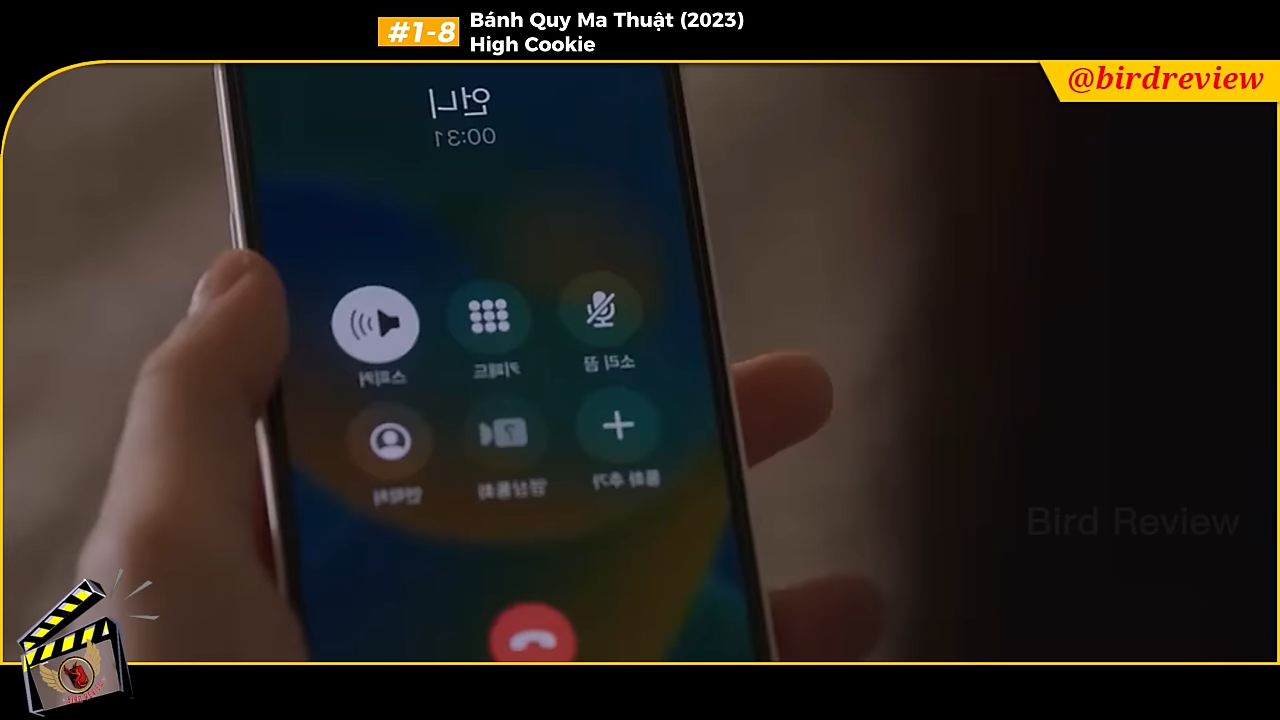 #1-8
Bánh Quy Ma Thuật (2023)
High Cookie
@birdreview
언니
00:31
스피커
키패드
소리 끔
연락처
영상통화
통화 추가
Bird Review